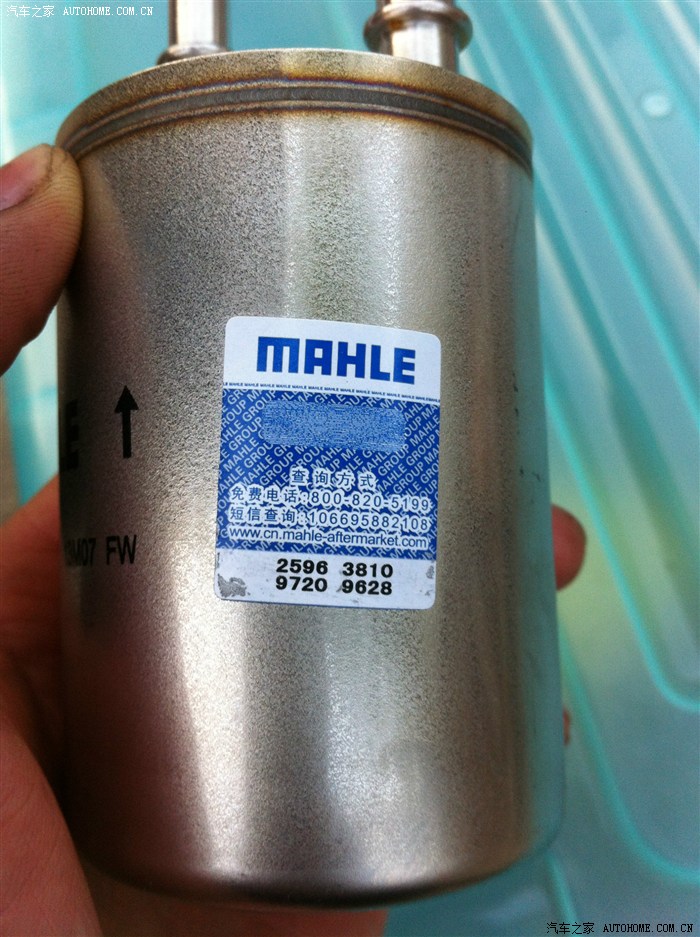 汽车之家 AUTOHOME.COM.CN
MAHLE
查询方式
免费电话:800-820-5199
短信查询:106695882108
www.cn.mahle-aftermarket.com
2596 3810
9720 9628
FW
汽车之家 AUTOHOME.COM.CN